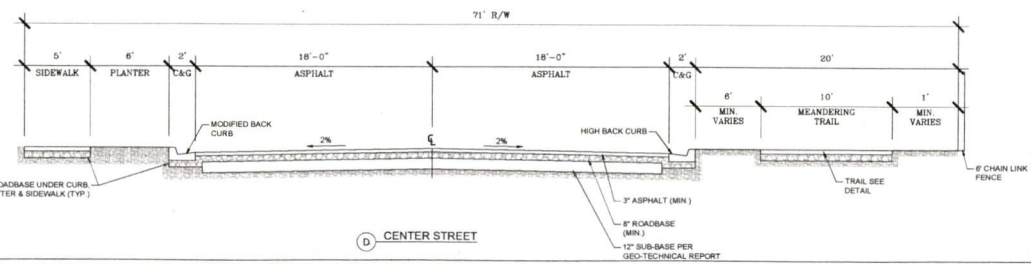 71' R/W
5' 6' 2' 18'-0" 18'-0" 2' 20'
SIDEWALK PLANTER C&G ASPHALT ASPHALT C&G
6' 10' 1'
MIN. VARIES MEANDERING TRAIL MIN. VARIES
MODIFIED BACK
CURB
2% ℄ 2%
HIGH BACK CURB
UNDER CURB,
& SIDEWALK (TYP.)
3" ASPHALT (MIN.)
8" ROADBASE
(MIN.)
12" SUB-BASE PER
GEO-TECHNICAL REPORT
TRAIL SEE
DETAIL
6' CHAIN LINK
FENCE
D CENTER STREET